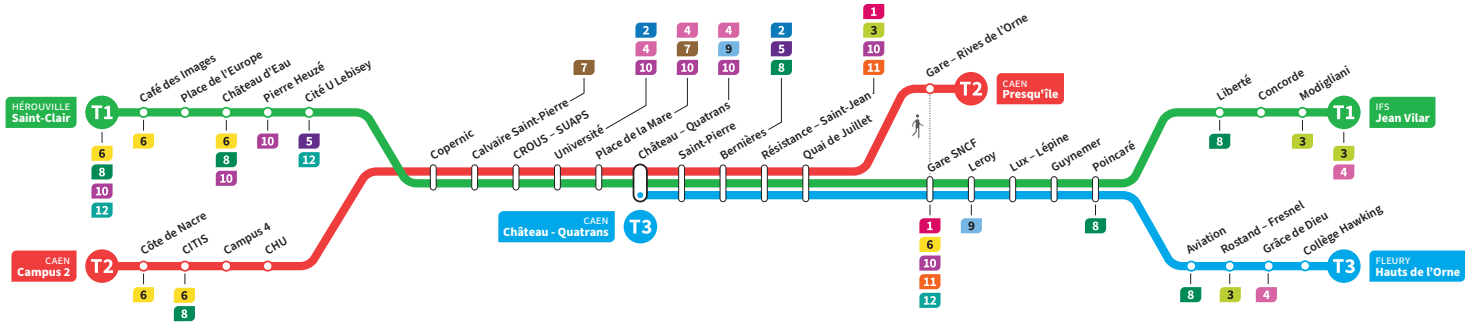 1
2
4
4
2
3
4
7
9
5
10
7
10
10
10
8
11
Gare – Rives de l'Orne
T2
CAEN
Presqu'île
HÉROUVILLE
Saint-Clair
T1
Café des Images
Place de l'Europe
Château d'Eau
Pierre Heuzé
Cité U Lebisey
6
8
10
12
6
6
8
10
10
5
12
Copernic
Calvaire Saint-Pierre
CROUS – SUAPS
Université
Place de la Mare
Château – Quatrans
Saint-Pierre
Bernières
Résistance – Saint-Jean
Quai de Juillet
Gare SNCF
Leroy
Lux – Lépine
Guynemer
Poincaré
Liberté
Concorde
Modigliani
T1
IFS
Jean Vilar
8
3
3
4
CAEN
Château - Quatrans
T3
1
6
10
11
12
9
8
CAEN
Campus 2
T2
Côte de Nacre
CITIS
Campus 4
CHU
6
6
8
Aviation
Rostand – Fresnel
Grâce de Dieu
Collège Hawking
T3
FLEURY
Hauts de l'Orne
8
3
4